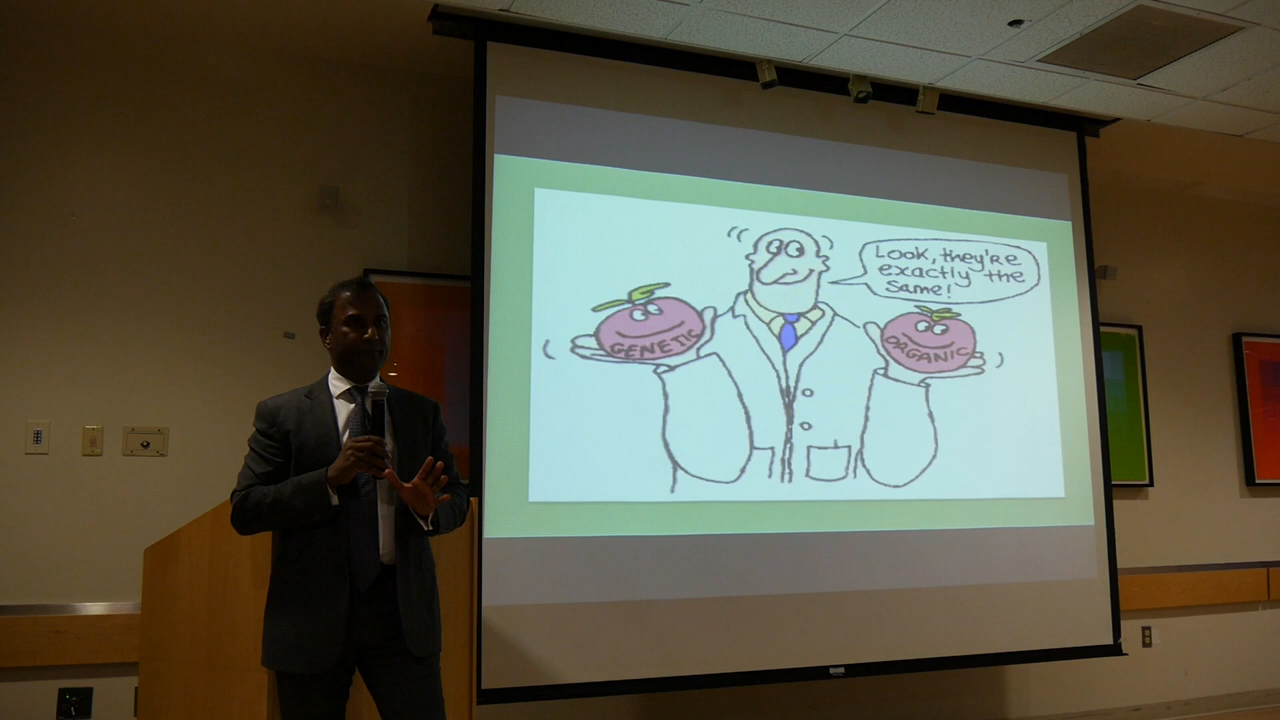 Look, they're
exactly the
same!
GENETIC
ORGANIC